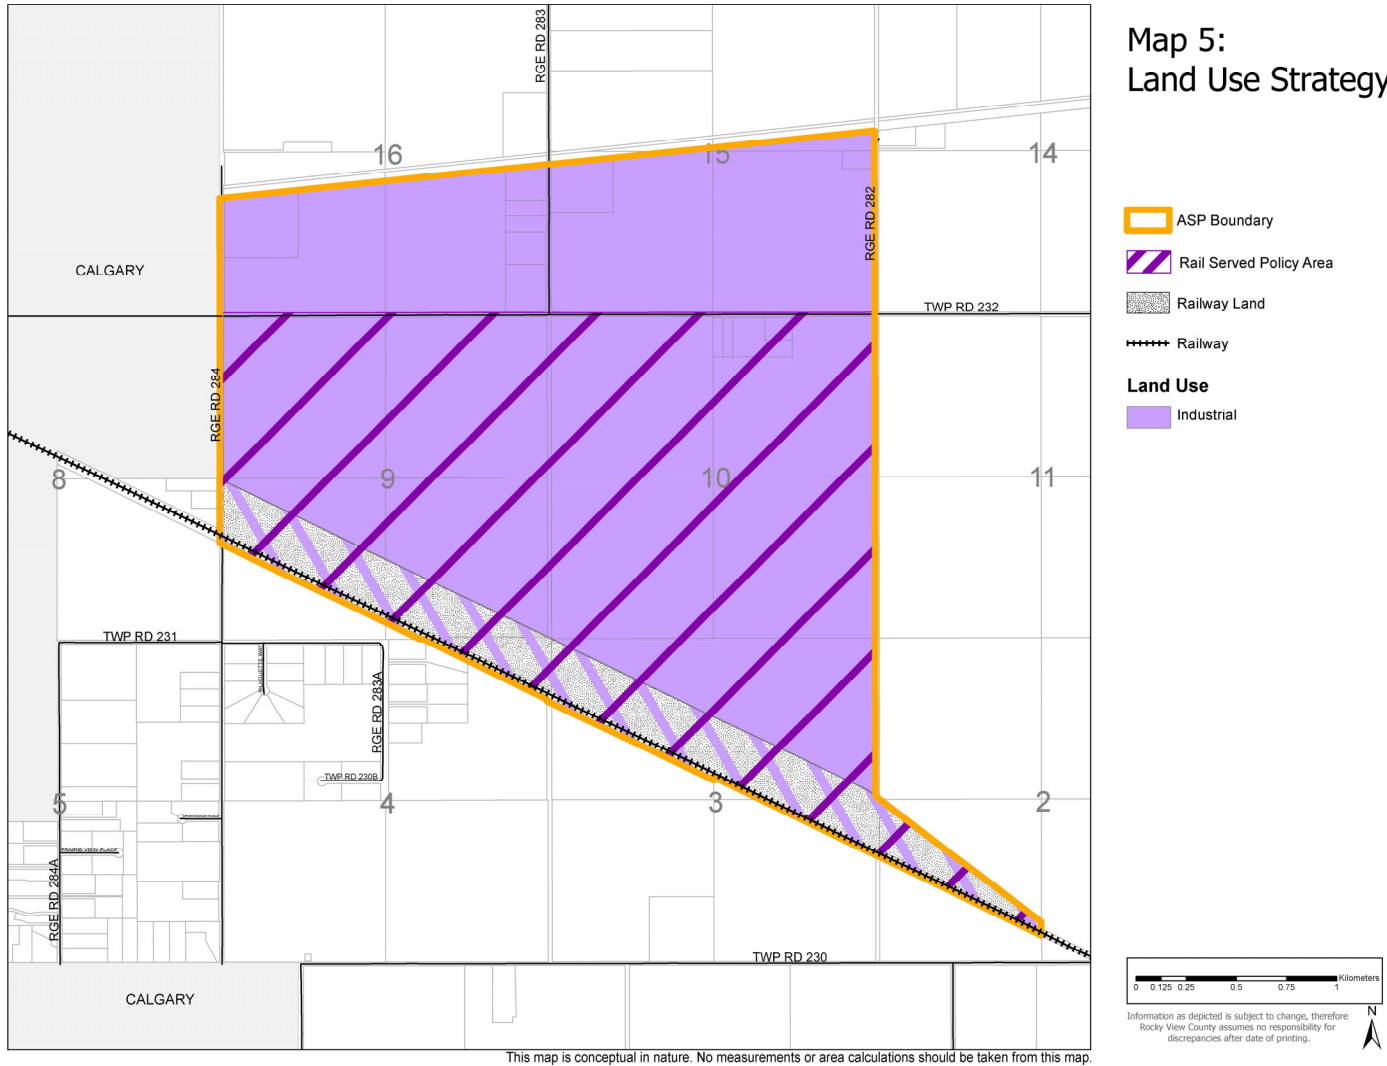 Map 5:
Land Use Strategy
RGE RD 283
16
15
14
RGE RD 282
CALGARY
TWP RD 232
RGE RD 284
8
9
10
11
TWP RD 231
RGE RD 283A
TWP RD 230B
5
4
3
2
PRAIRIE VIEW PLACE
RGE RD 284A
TWP RD 230
CALGARY
ASP Boundary
Rail Served Policy Area
Railway Land
Railway
Land Use
Industrial
0 0.125 0.25 0.5 0.75 1 Kilometers
Information as depicted is subject to change, therefore
Rocky View County assumes no responsibility for
discrepancies after date of printing.
N
This map is conceptual in nature. No measurements or area calculations should be taken from this map.